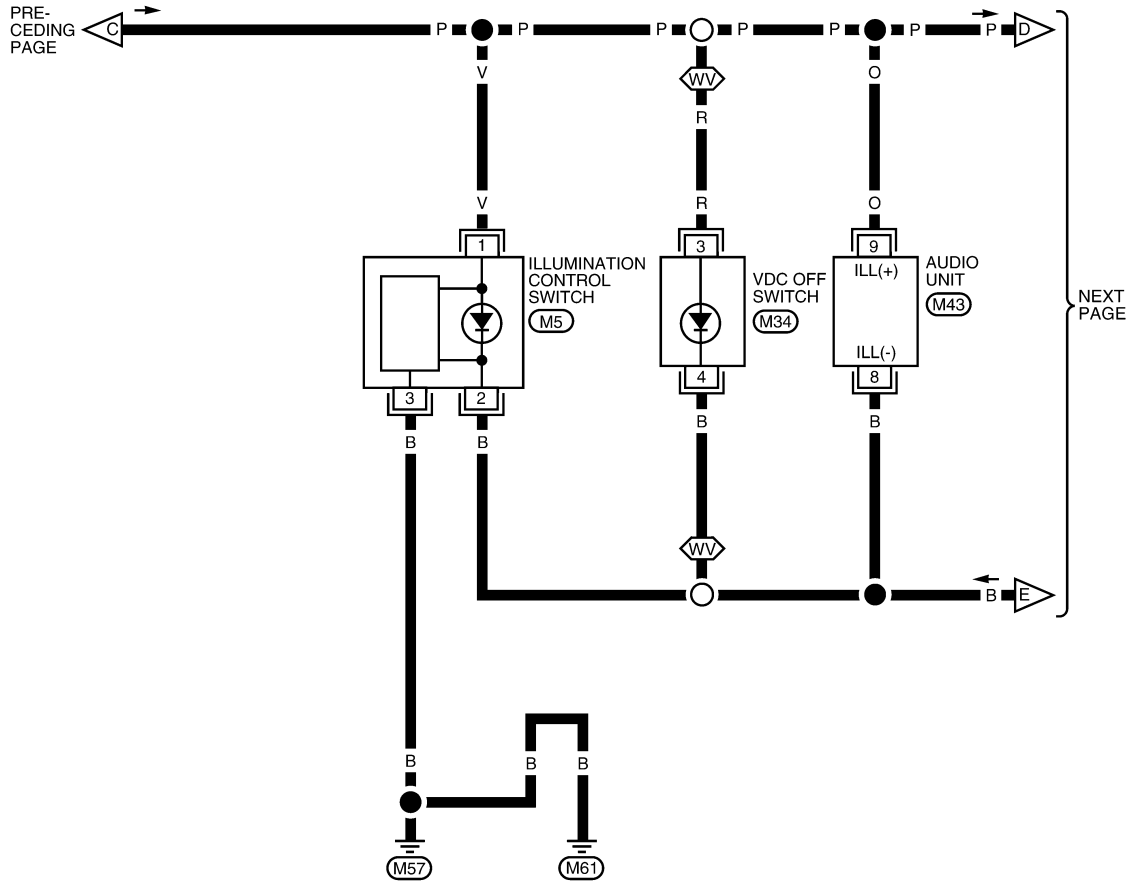 PRE-
CEDING
PAGE
C
P
P
P
P
P
P
P
D
V
WV
O
R
V
R
O
1
3
9
ILLUMINATION
CONTROL
SWITCH
M5
VDC OFF
SWITCH
M34
ILL(+)
ILL(-)
AUDIO
UNIT
M43
NEXT
PAGE
3
2
4
8
B
B
B
B
WV
B
E
B
B
B
M57
M61